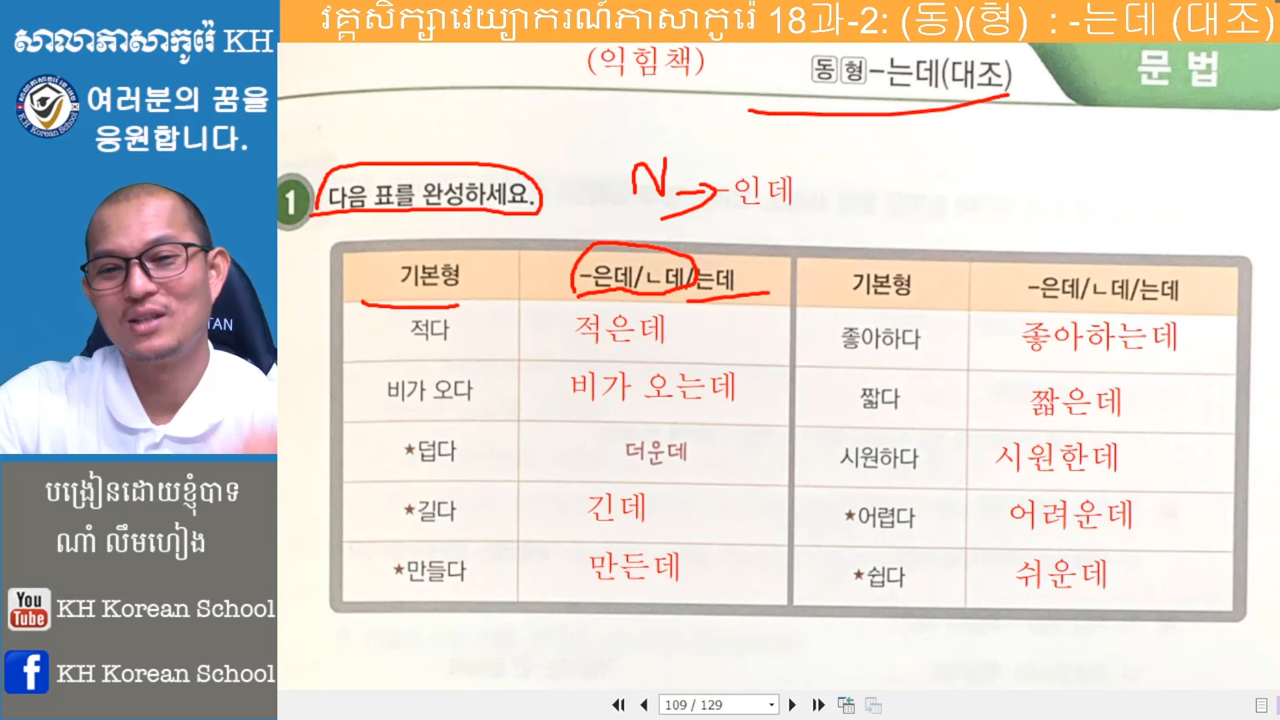 វគ្គសិក្សាវេយ្យាករណ៍ភាសាកូរ៉េ 18과-2: (동)(형) : -는데 (대조)
សាលាភាសាកូរ៉េ KH
여러분의 꿈을
응원합니다.
(익힘책)
동 형 -는데(대조)
문법
1 다음 표를 완성하세요.
N → -인데
기본형 -은데/ㄴ데/는데 기본형 -은데/ㄴ데/는데
적다 적은데 좋아하다 좋아하는데
비가 오다 비가 오는데 짧다 짧은데
★덥다 더운데 시원하다 시원한데
★길다 긴데 ★어렵다 어려운데
★만들다 만든데 ★쉽다 쉬운데
បង្រៀនដោយខ្ញុំបាទ
ណាំ លឹមហៀង
You Tube KH Korean School
f KH Korean School
109 / 129